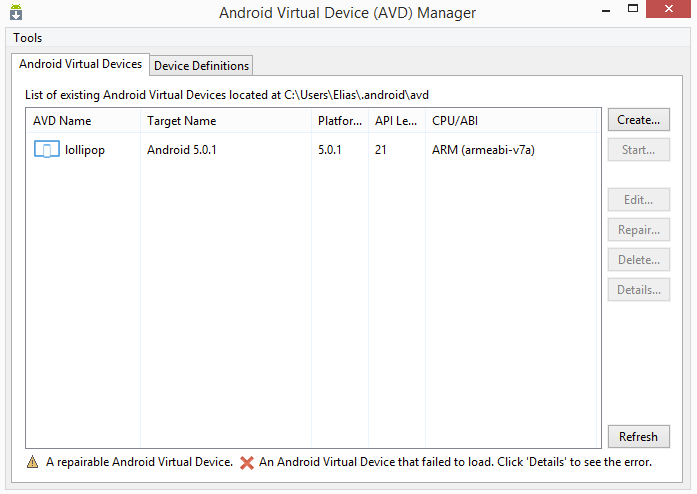 Android Virtual Device (AVD) Manager
Tools
Android Virtual Devices
Device Definitions
List of existing Android Virtual Devices located at C:\Users\Elias\.android\avd
AVD Name Target Name Platfor... API Le... CPU/ABI
lollipop Android 5.0.1 5.0.1 21 ARM (armeabi-v7a)
Create...
Start...
Edit...
Repair...
Delete...
Details...
Refresh
A repairable Android Virtual Device. An Android Virtual Device that failed to load. Click 'Details' to see the error.